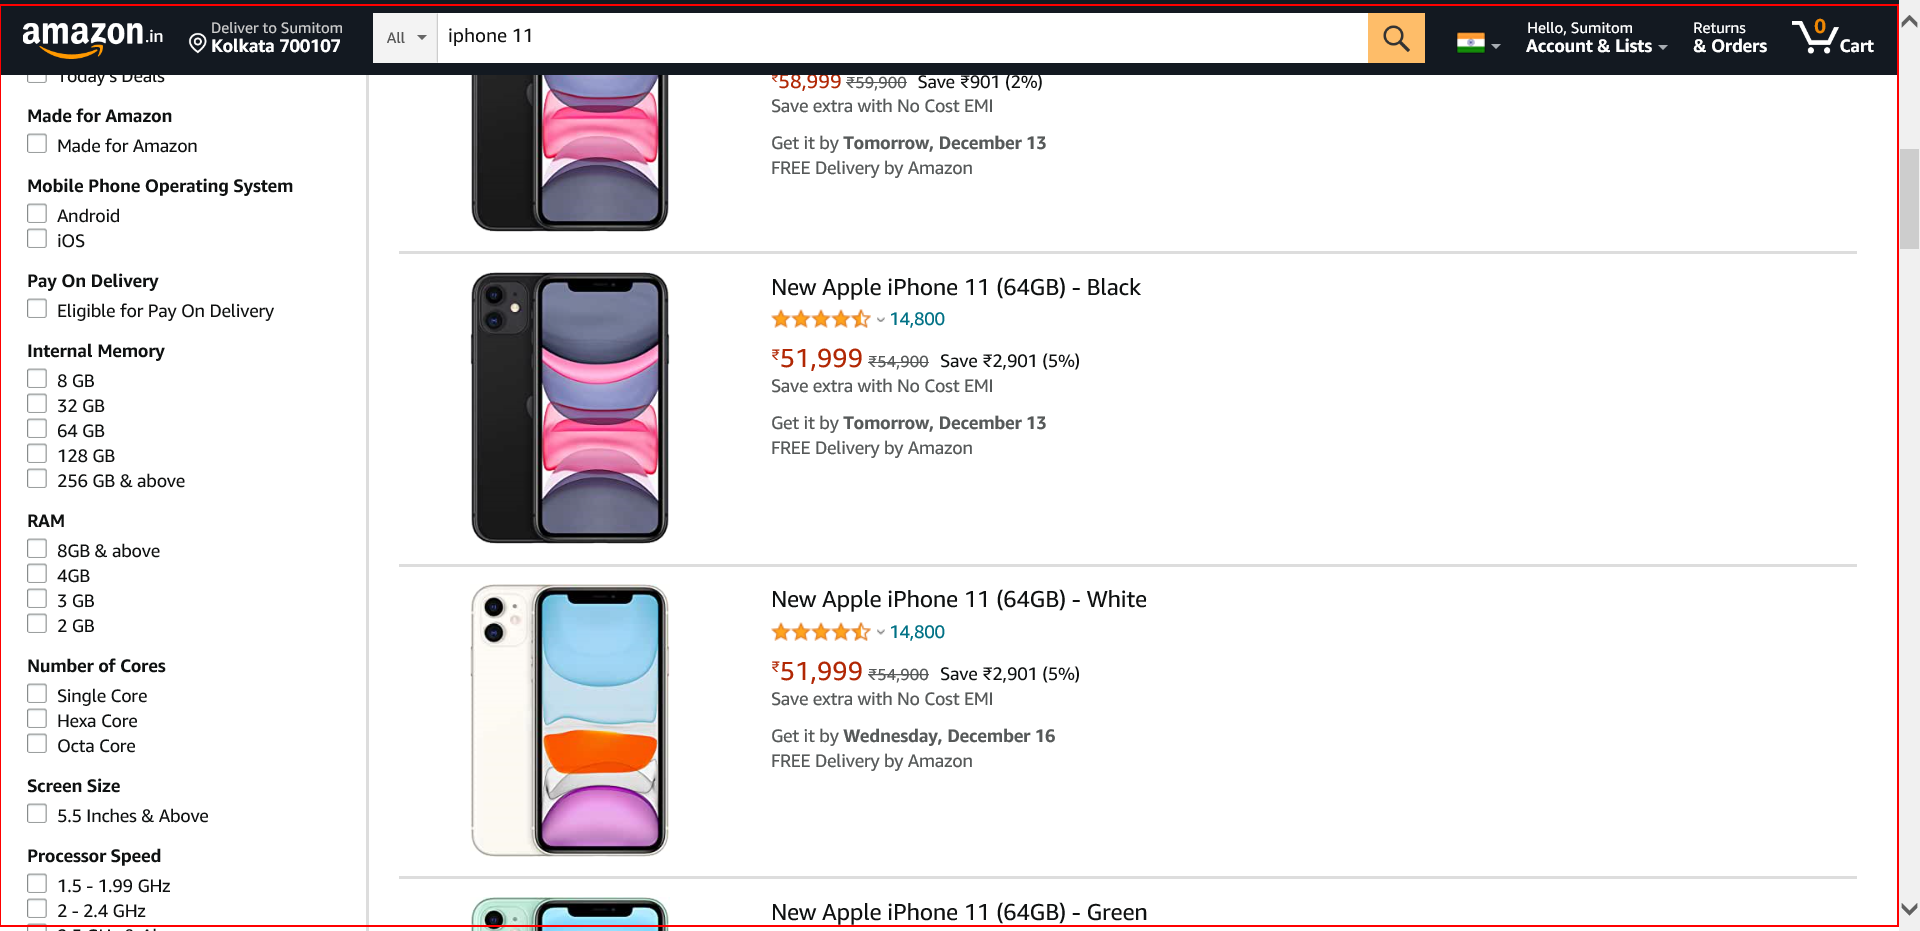 amazon.in
Deliver to Sumitom
Kolkata 700107
All
iphone 11
Hello, Sumitom
Account & Lists
Returns
& Orders
0
Cart
Today's Deals
Made for Amazon
Made for Amazon
Mobile Phone Operating System
Android
iOS
Pay On Delivery
Eligible for Pay On Delivery
Internal Memory
8 GB
32 GB
64 GB
128 GB
256 GB & above
RAM
8GB & above
4GB
3 GB
2 GB
Number of Cores
Single Core
Hexa Core
Octa Core
Screen Size
5.5 Inches & Above
Processor Speed
1.5 - 1.99 GHz
2 - 2.4 GHz
₹58,999 ₹59,900 Save ₹901 (2%)
Save extra with No Cost EMI
Get it by Tomorrow, December 13
FREE Delivery by Amazon
New Apple iPhone 11 (64GB) - Black
14,800
₹51,999 ₹54,900 Save ₹2,901 (5%)
Save extra with No Cost EMI
Get it by Tomorrow, December 13
FREE Delivery by Amazon
New Apple iPhone 11 (64GB) - White
14,800
₹51,999 ₹54,900 Save ₹2,901 (5%)
Save extra with No Cost EMI
Get it by Wednesday, December 16
FREE Delivery by Amazon
New Apple iPhone 11 (64GB) - Green